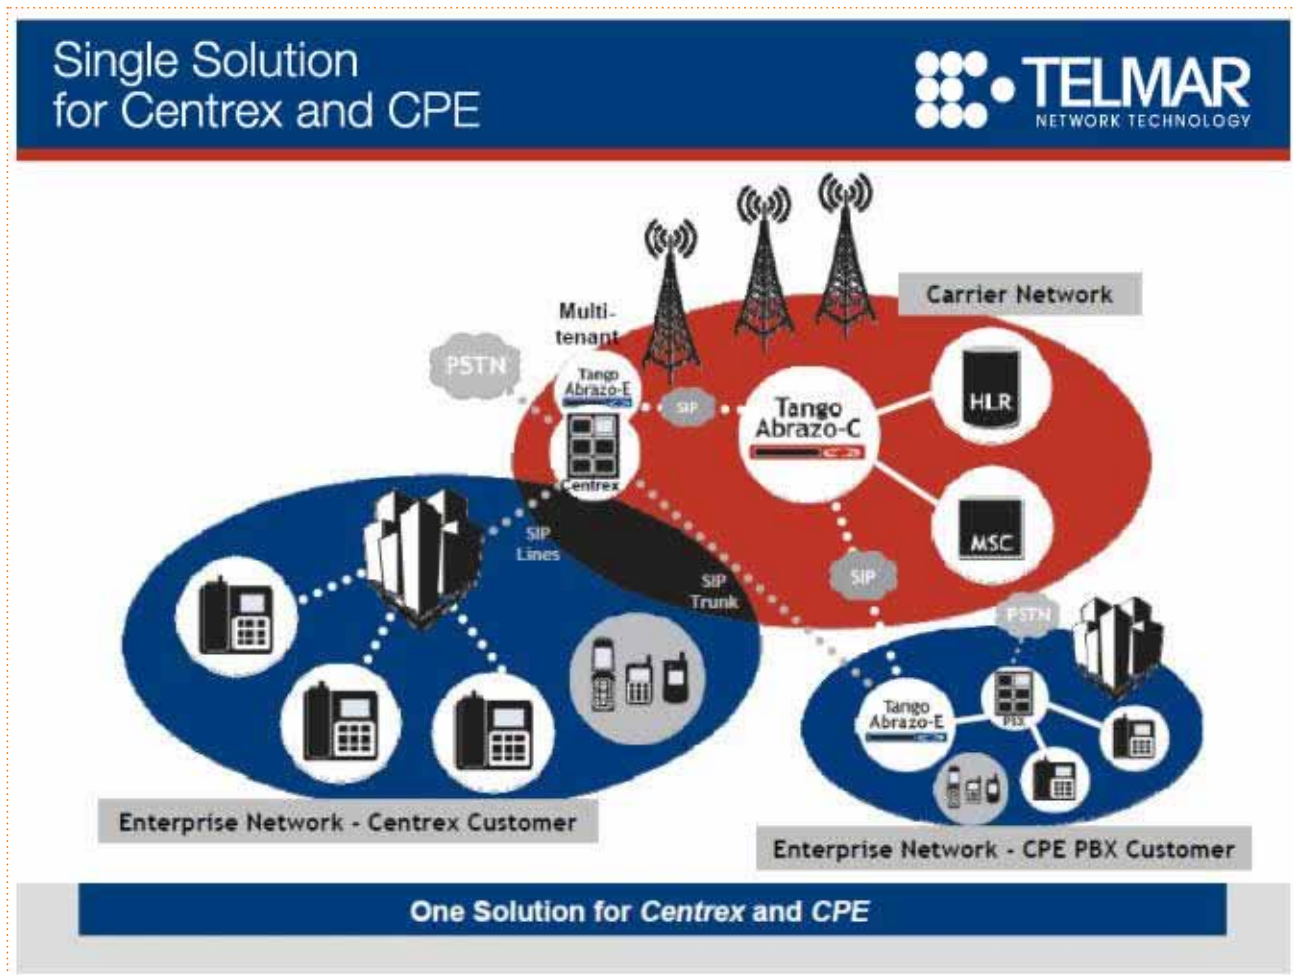 Single Solution
for Centrex and CPE
TELMAR
NETWORK TECHNOLOGY
Carrier Network
Multi-
tenant
PSTN
Tango
Abrazo-E
SIP
Tango
Abrazo-C
HLR
Centrex
MSC
SIP
Lines
SIP
Trunk
SIP
PSTN
Tango
Abrazo-E
PBX
Enterprise Network - Centrex Customer
Enterprise Network - CPE PBX Customer
One Solution for Centrex and CPE